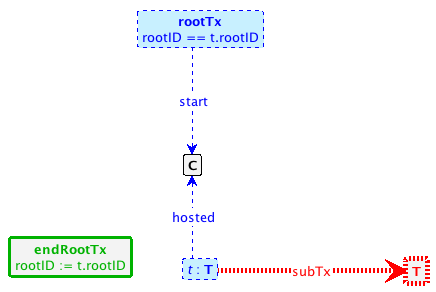 rootTx
rootID == t.rootID
start
C
hosted
endRootTx
rootID := t.rootID
t : T
subTx
T